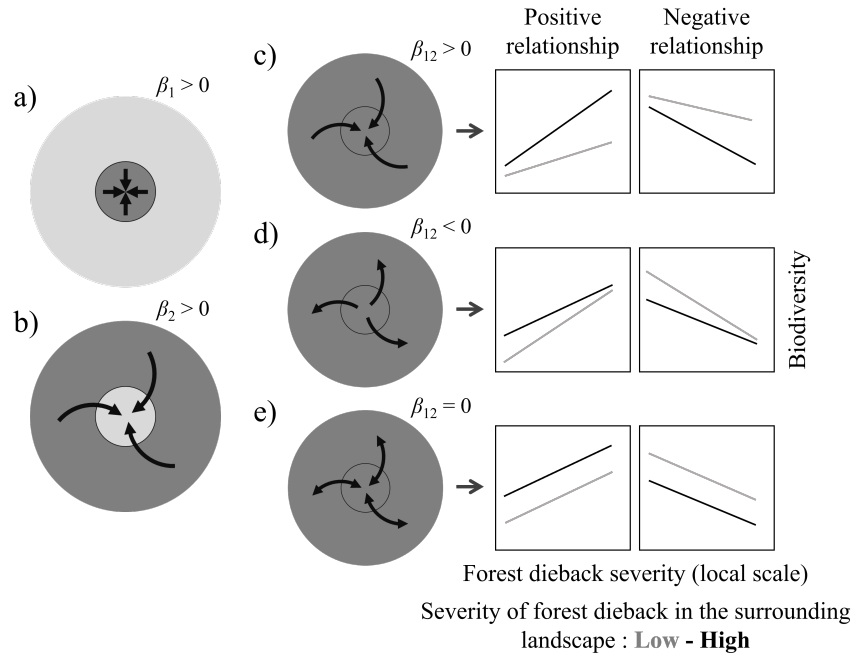 a)
β1 > 0
b)
β2 > 0
c)
β12 > 0
Positive
relationship
Negative
relationship
d)
β12 < 0
e)
β12 = 0
Biodiversity
Forest dieback severity (local scale)
Severity of forest dieback in the surrounding
landscape : Low - High